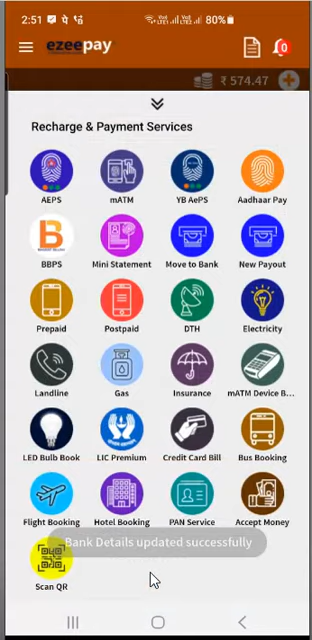 2:51 80%
ezeepay 0
₹ 574.47
Recharge & Payment Services
AEPS mATM YB AePS Aadhaar Pay
BBPS Mini Statement Move to Bank New Payout
Prepaid Postpaid DTH Electricity
Landline Gas Insurance mATM Device B...
LED Bulb Book LIC Premium Credit Card Bill Bus Booking
Flight Booking Hotel Booking PAN Service Accept Money
Bank Details updated successfully
Scan QR